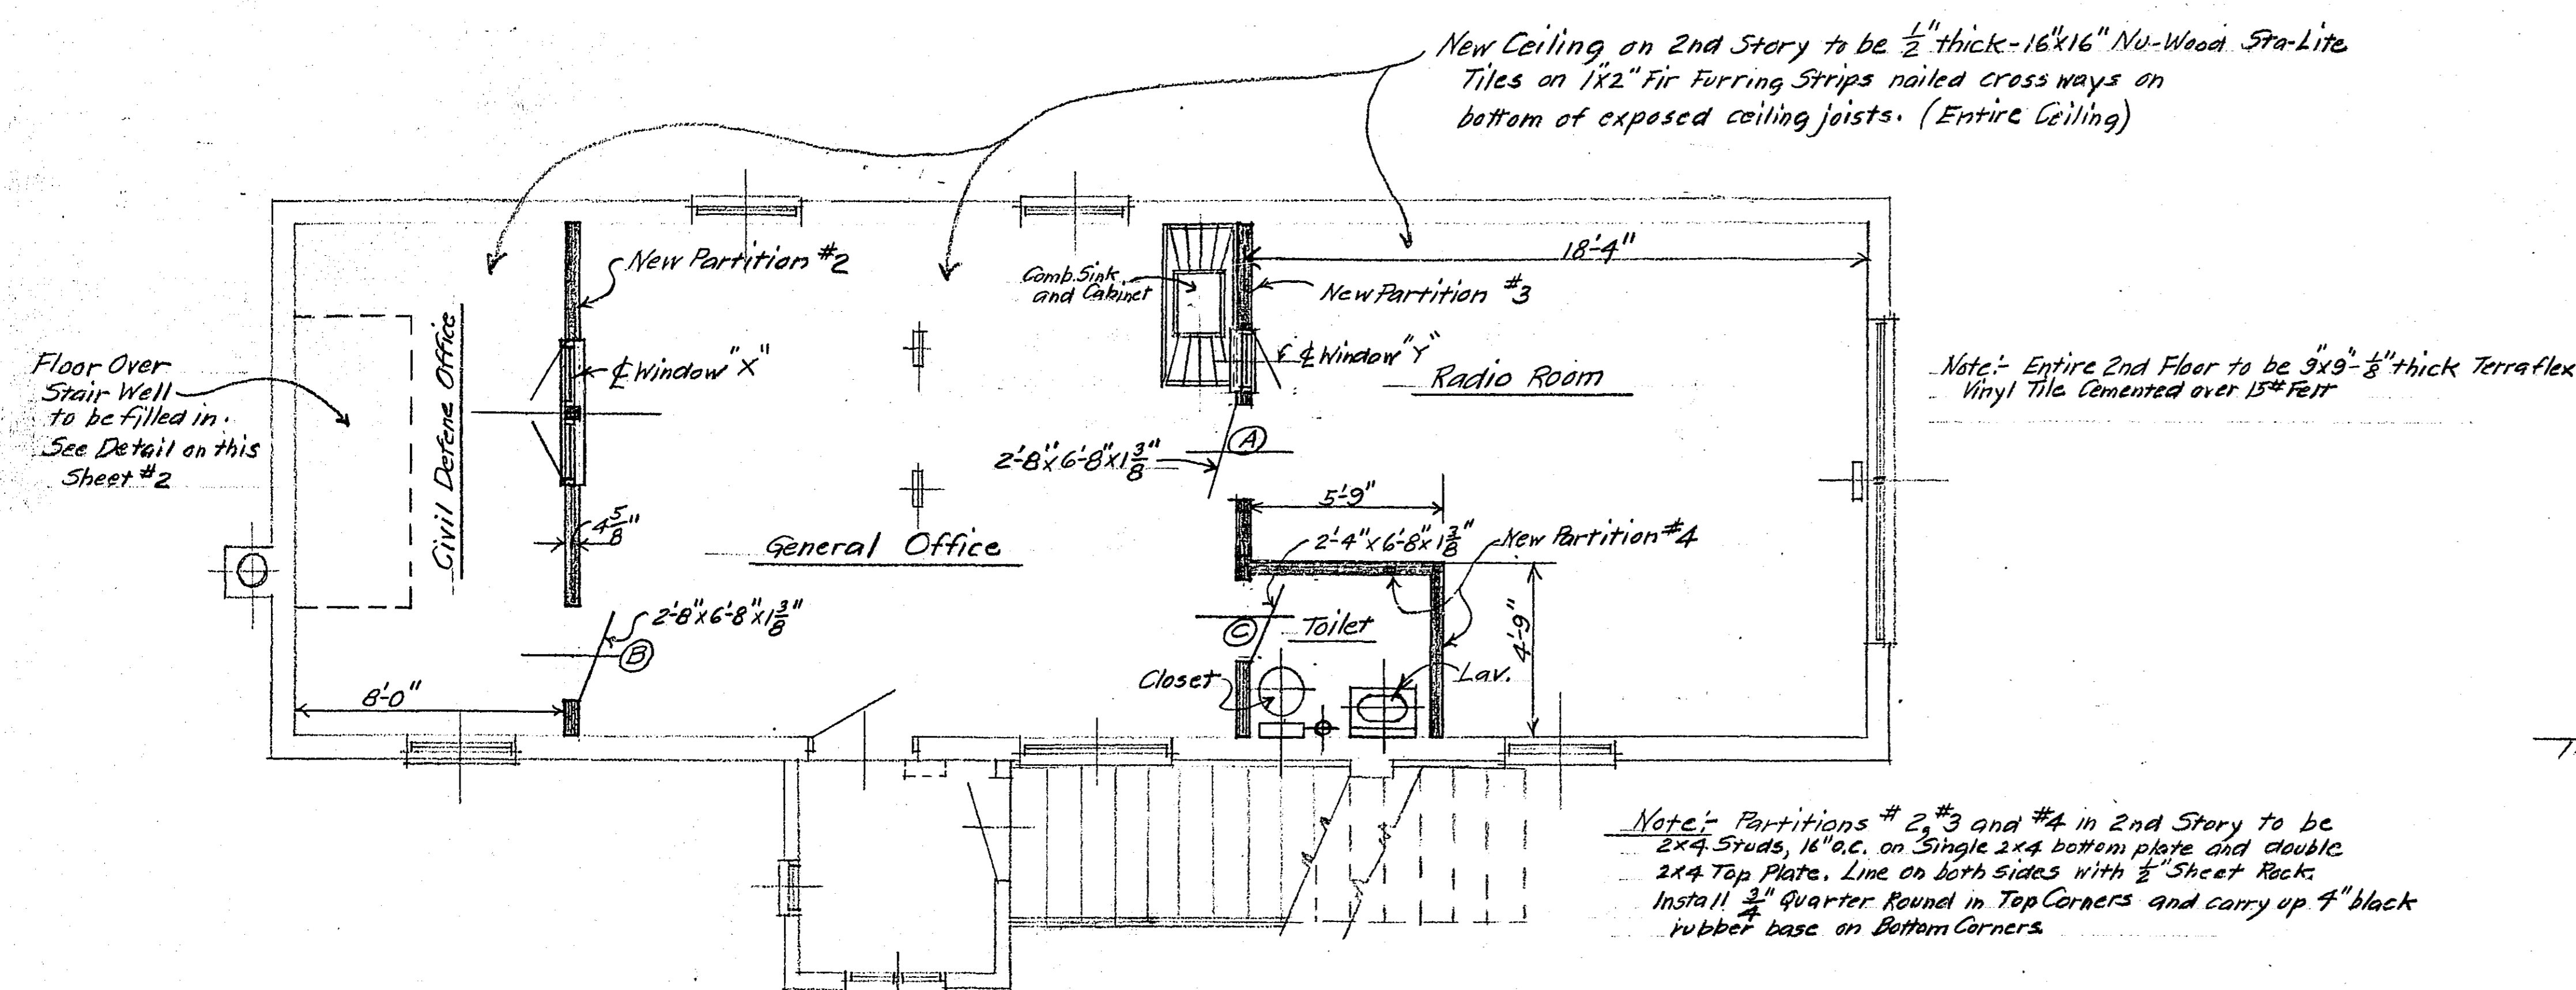 New Ceiling on 2nd Story to be 1/2" thick-16"x16" Nu-Wood Sta-Lite
Tiles on 1"x2" Fir Furring Strips nailed cross ways on
bottom of exposed ceiling joists. (Entire Ceiling)
New Partition #2
Comb. Sink
and Cabinet
New Partition #3
18'-4"
Floor Over
Stair Well
to be filled in.
See Detail on this
Sheet #2
Civil Defene Office
℄ Window "X"
℄ Window "Y"
Radio Room
Note:- Entire 2nd Floor to be 9"x9"-1/8" thick Terraflex
Vinyl Tile Cemented over 15# Felt
2'-8"x6'-8"x1 3/8"
A
5'-9"
4 5/8"
General Office
2'-4"x6'-8"x1 3/8"
New Partition #4
2'-8"x6'-8"x1 3/8"
B
C
Toilet
4'-9"
Closet
Lav.
8'-0"
Note:- Partitions # 2, #3 and #4 in 2nd Story to be
2x4 Studs, 16" o.c. on Single 2x4 bottom plate and double
2x4 Top Plate. Line on both sides with 1/2" Sheet Rock.
Install 3/4" Quarter Round in Top Corners and carry up 4" black
rubber base on Bottom Corners.